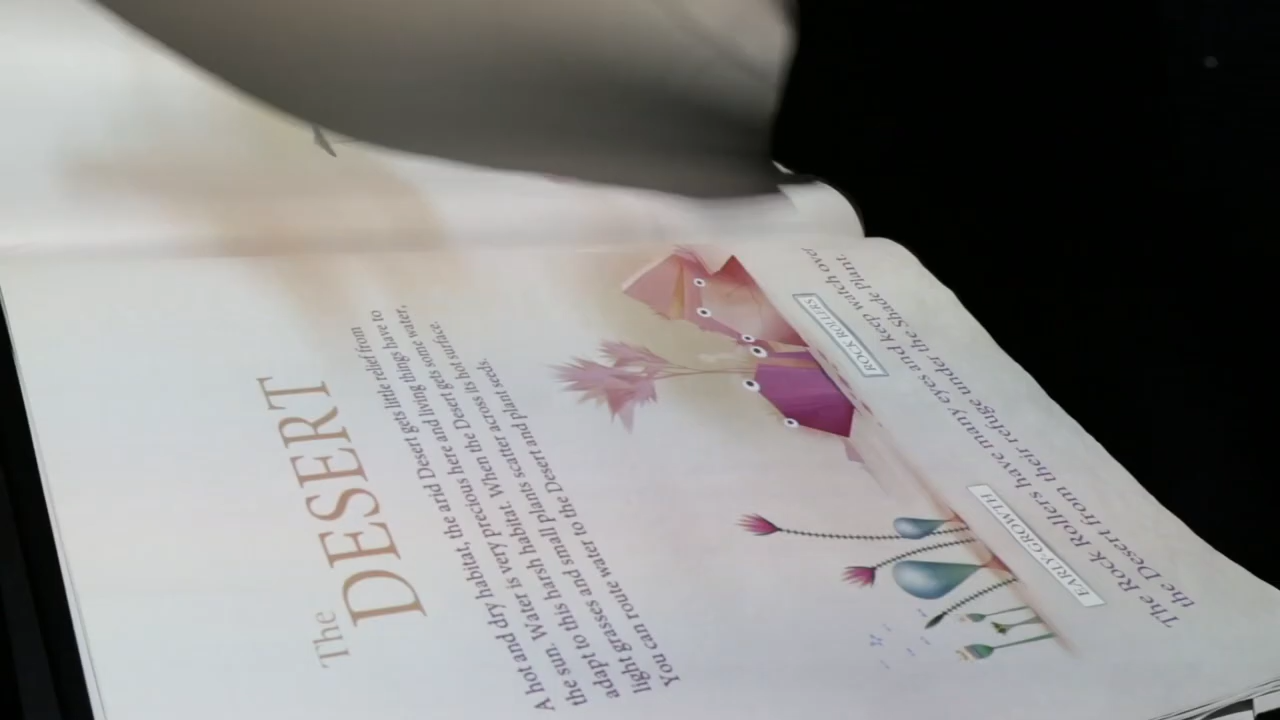 The
DESERT
A hot and dry habitat, the arid Desert gets little relief from
the sun. Water is very precious here and living things have to
adapt to this harsh habitat. When the Desert gets some water,
light grasses and small plants scatter across its hot surface.
You can route water to the Desert and plant seeds.
ROCK ROLLERS
EARLY GROWTH
The Rock Rollers have many eyes and keep watch over
the Desert from their refuge under the Shade Plant.